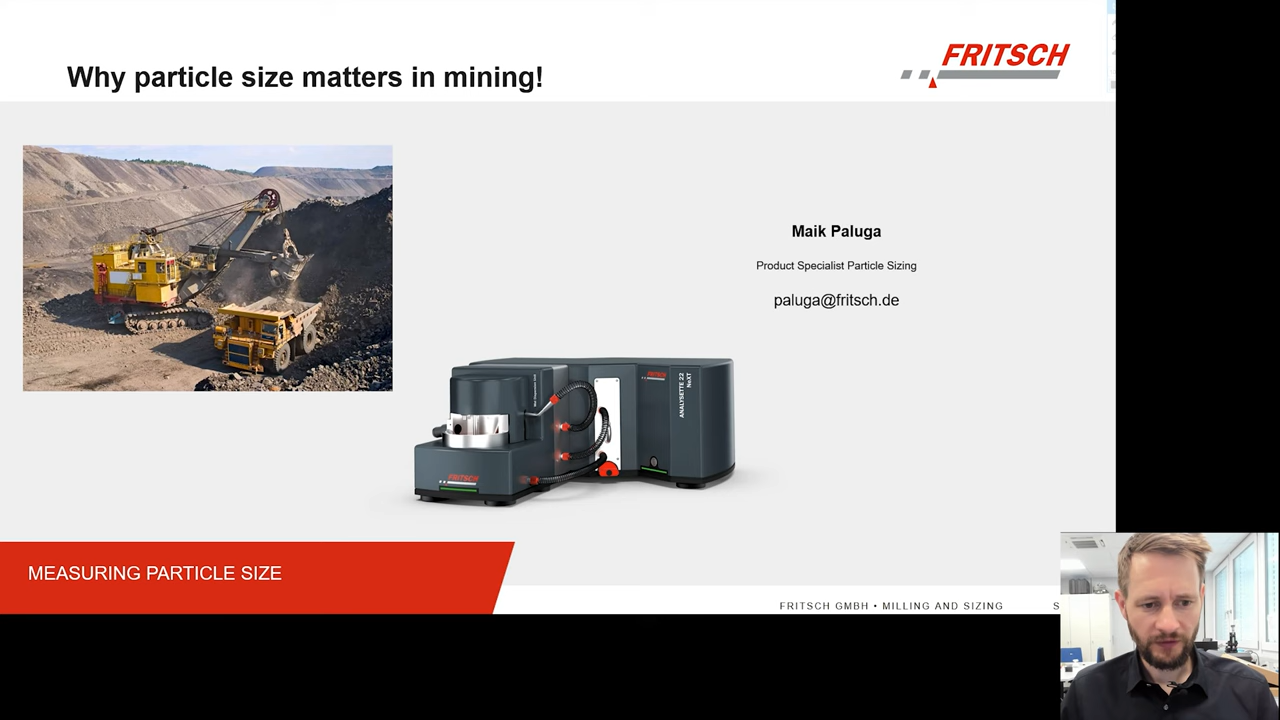 Why particle size matters in mining!
FRITSCH
Maik Paluga
Product Specialist Particle Sizing
paluga@fritsch.de
FRITSCH
ANALYSETTE 22
NeXT
FRITSCH
MEASURING PARTICLE SIZE
FRITSCH GMBH • MILLING AND SIZING
S